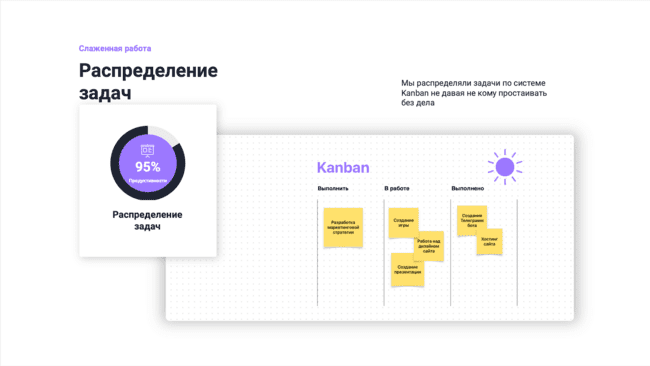 Слаженная работа
Распределение
задач
Мы распределяли задачи по системе
Kanban не давая не кому простаивать
без дела
95%
Продуктивности
Распределение
задач
Kanban
Выполнить
В работе
Выполнено
Разработка
маркетинговой
стратегии
Создание
игры
Работа над
дизайном
сайта
Создание
презентации
Создание
Телеграмм
бота
Хостинг
сайта